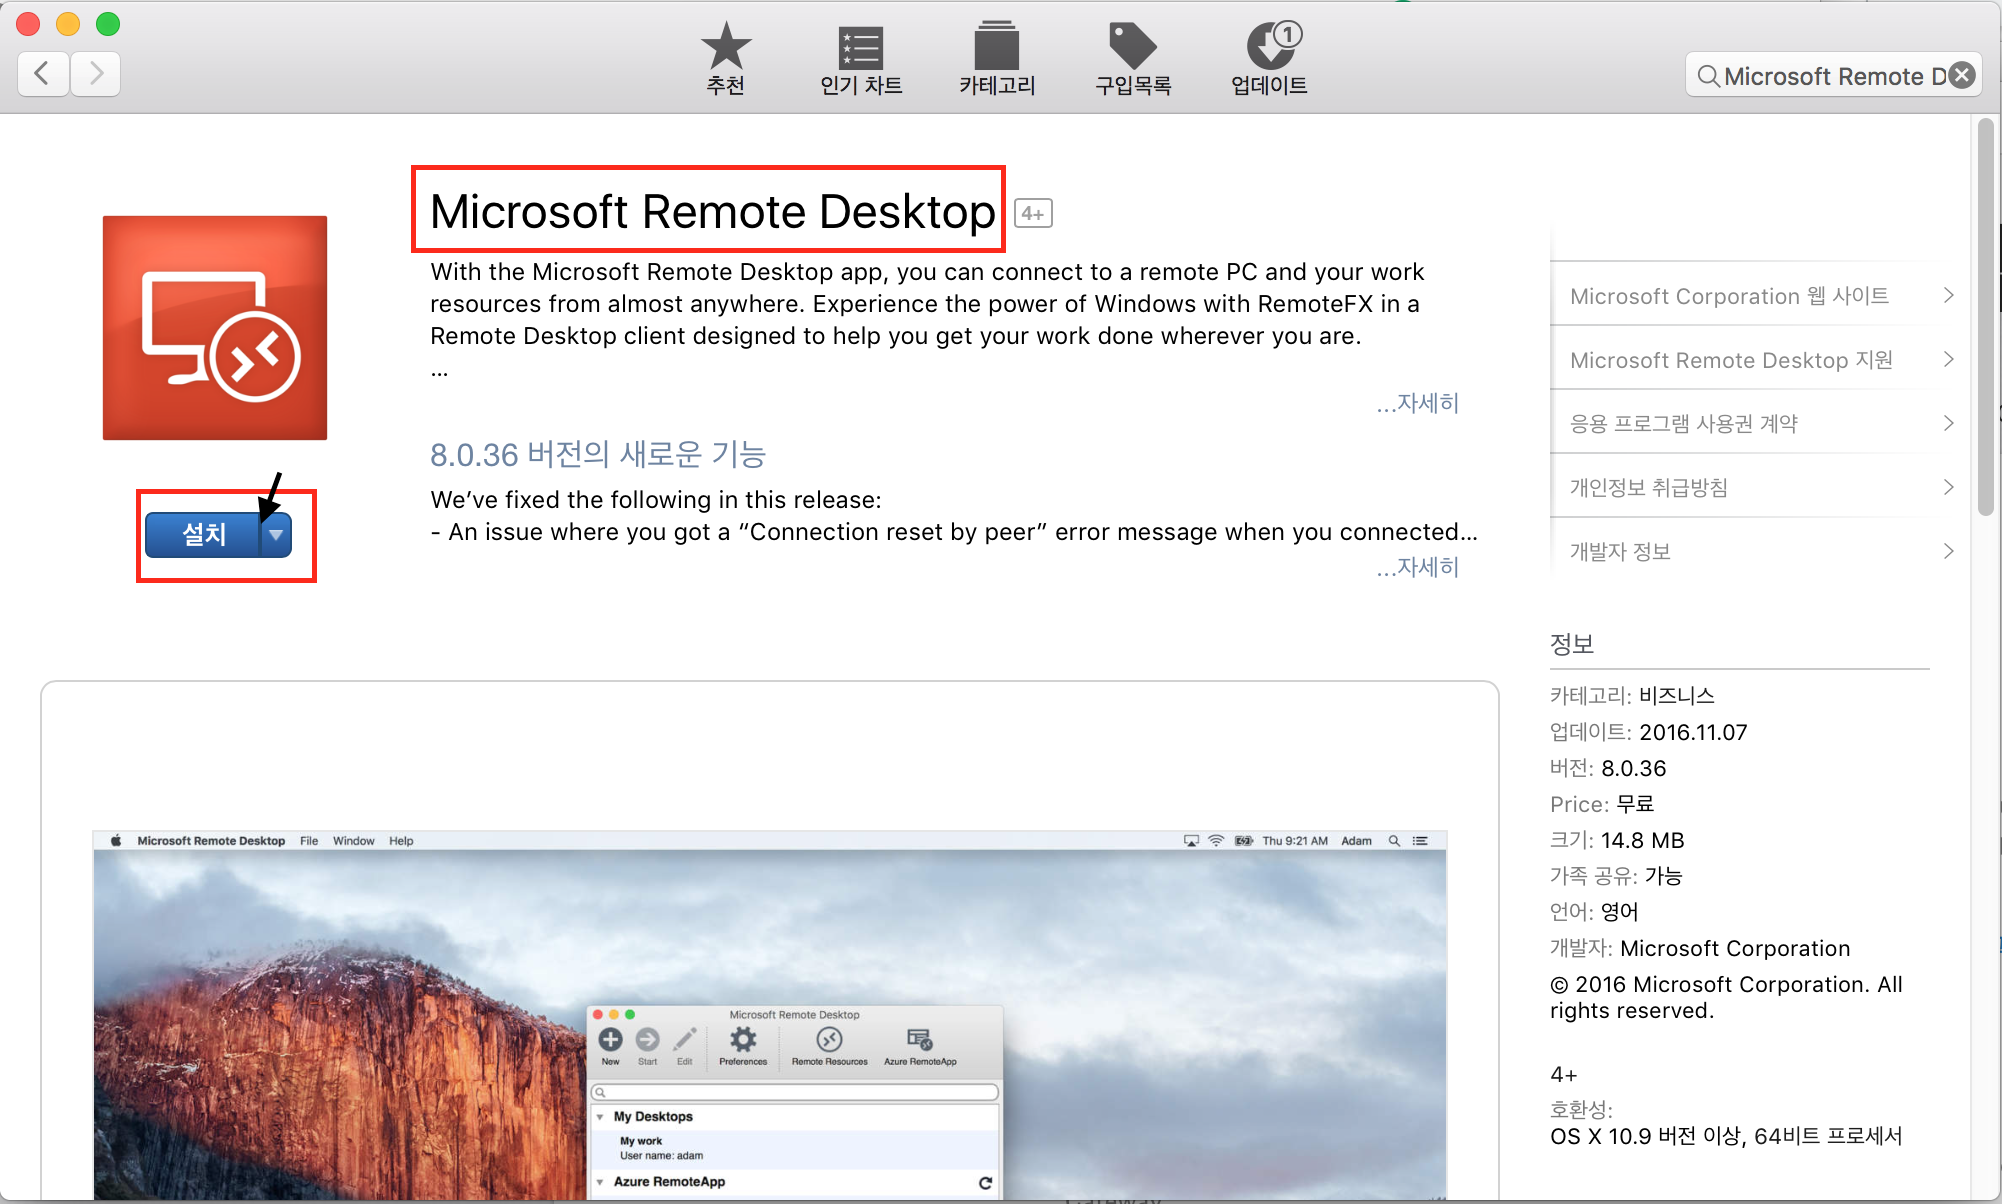 추천
인기 차트
카테고리
구입목록
1
업데이트
Microsoft Remote D
Microsoft Remote Desktop
4+
With the Microsoft Remote Desktop app, you can connect to a remote PC and your work
resources from almost anywhere. Experience the power of Windows with RemoteFX in a
Remote Desktop client designed to help you get your work done wherever you are.
...
...자세히
8.0.36 버전의 새로운 기능
We’ve fixed the following in this release:
- An issue where you got a “Connection reset by peer” error message when you connected...
...자세히
설치
Microsoft Corporation 웹 사이트
Microsoft Remote Desktop 지원
응용 프로그램 사용권 계약
개인정보 취급방침
개발자 정보
정보
카테고리: 비즈니스
업데이트: 2016.11.07
버전: 8.0.36
Price: 무료
크기: 14.8 MB
가족 공유: 가능
언어: 영어
개발자: Microsoft Corporation
© 2016 Microsoft Corporation. All
rights reserved.
4+
호환성:
OS X 10.9 버전 이상, 64비트 프로세서
Microsoft Remote Desktop File Window Help
Thu 9:21 AM Adam
Microsoft Remote Desktop
New
Start
Edit
Preferences
Remote Resources
Azure RemoteApp
My Desktops
My work
User name: adam
Azure RemoteApp